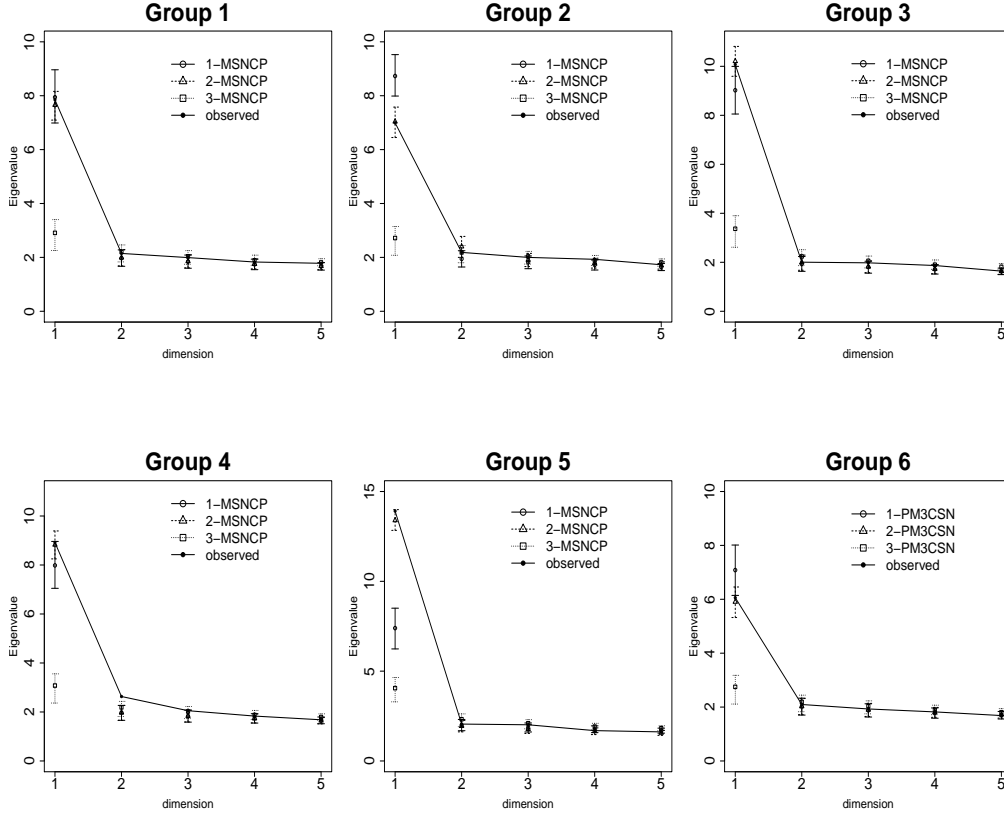 Group 1
1−MSNCP
2−MSNCP
3−MSNCP
observed
Eigenvalue
0 2 4 6 8 10
1 2 3 4 5
dimension
Group 2
1−MSNCP
2−MSNCP
3−MSNCP
observed
Eigenvalue
0 2 4 6 8 10
1 2 3 4 5
dimension
Group 3
1−MSNCP
2−MSNCP
3−MSNCP
observed
Eigenvalue
0 2 4 6 8 10
1 2 3 4 5
dimension
Group 4
1−MSNCP
2−MSNCP
3−MSNCP
observed
Eigenvalue
0 2 4 6 8 10
1 2 3 4 5
dimension
Group 5
1−MSNCP
2−MSNCP
3−MSNCP
observed
Eigenvalue
0 5 10 15
1 2 3 4 5
dimension
Group 6
1−PM3CSN
2−PM3CSN
3−PM3CSN
observed
Eigenvalue
0 2 4 6 8 10
1 2 3 4 5
dimension